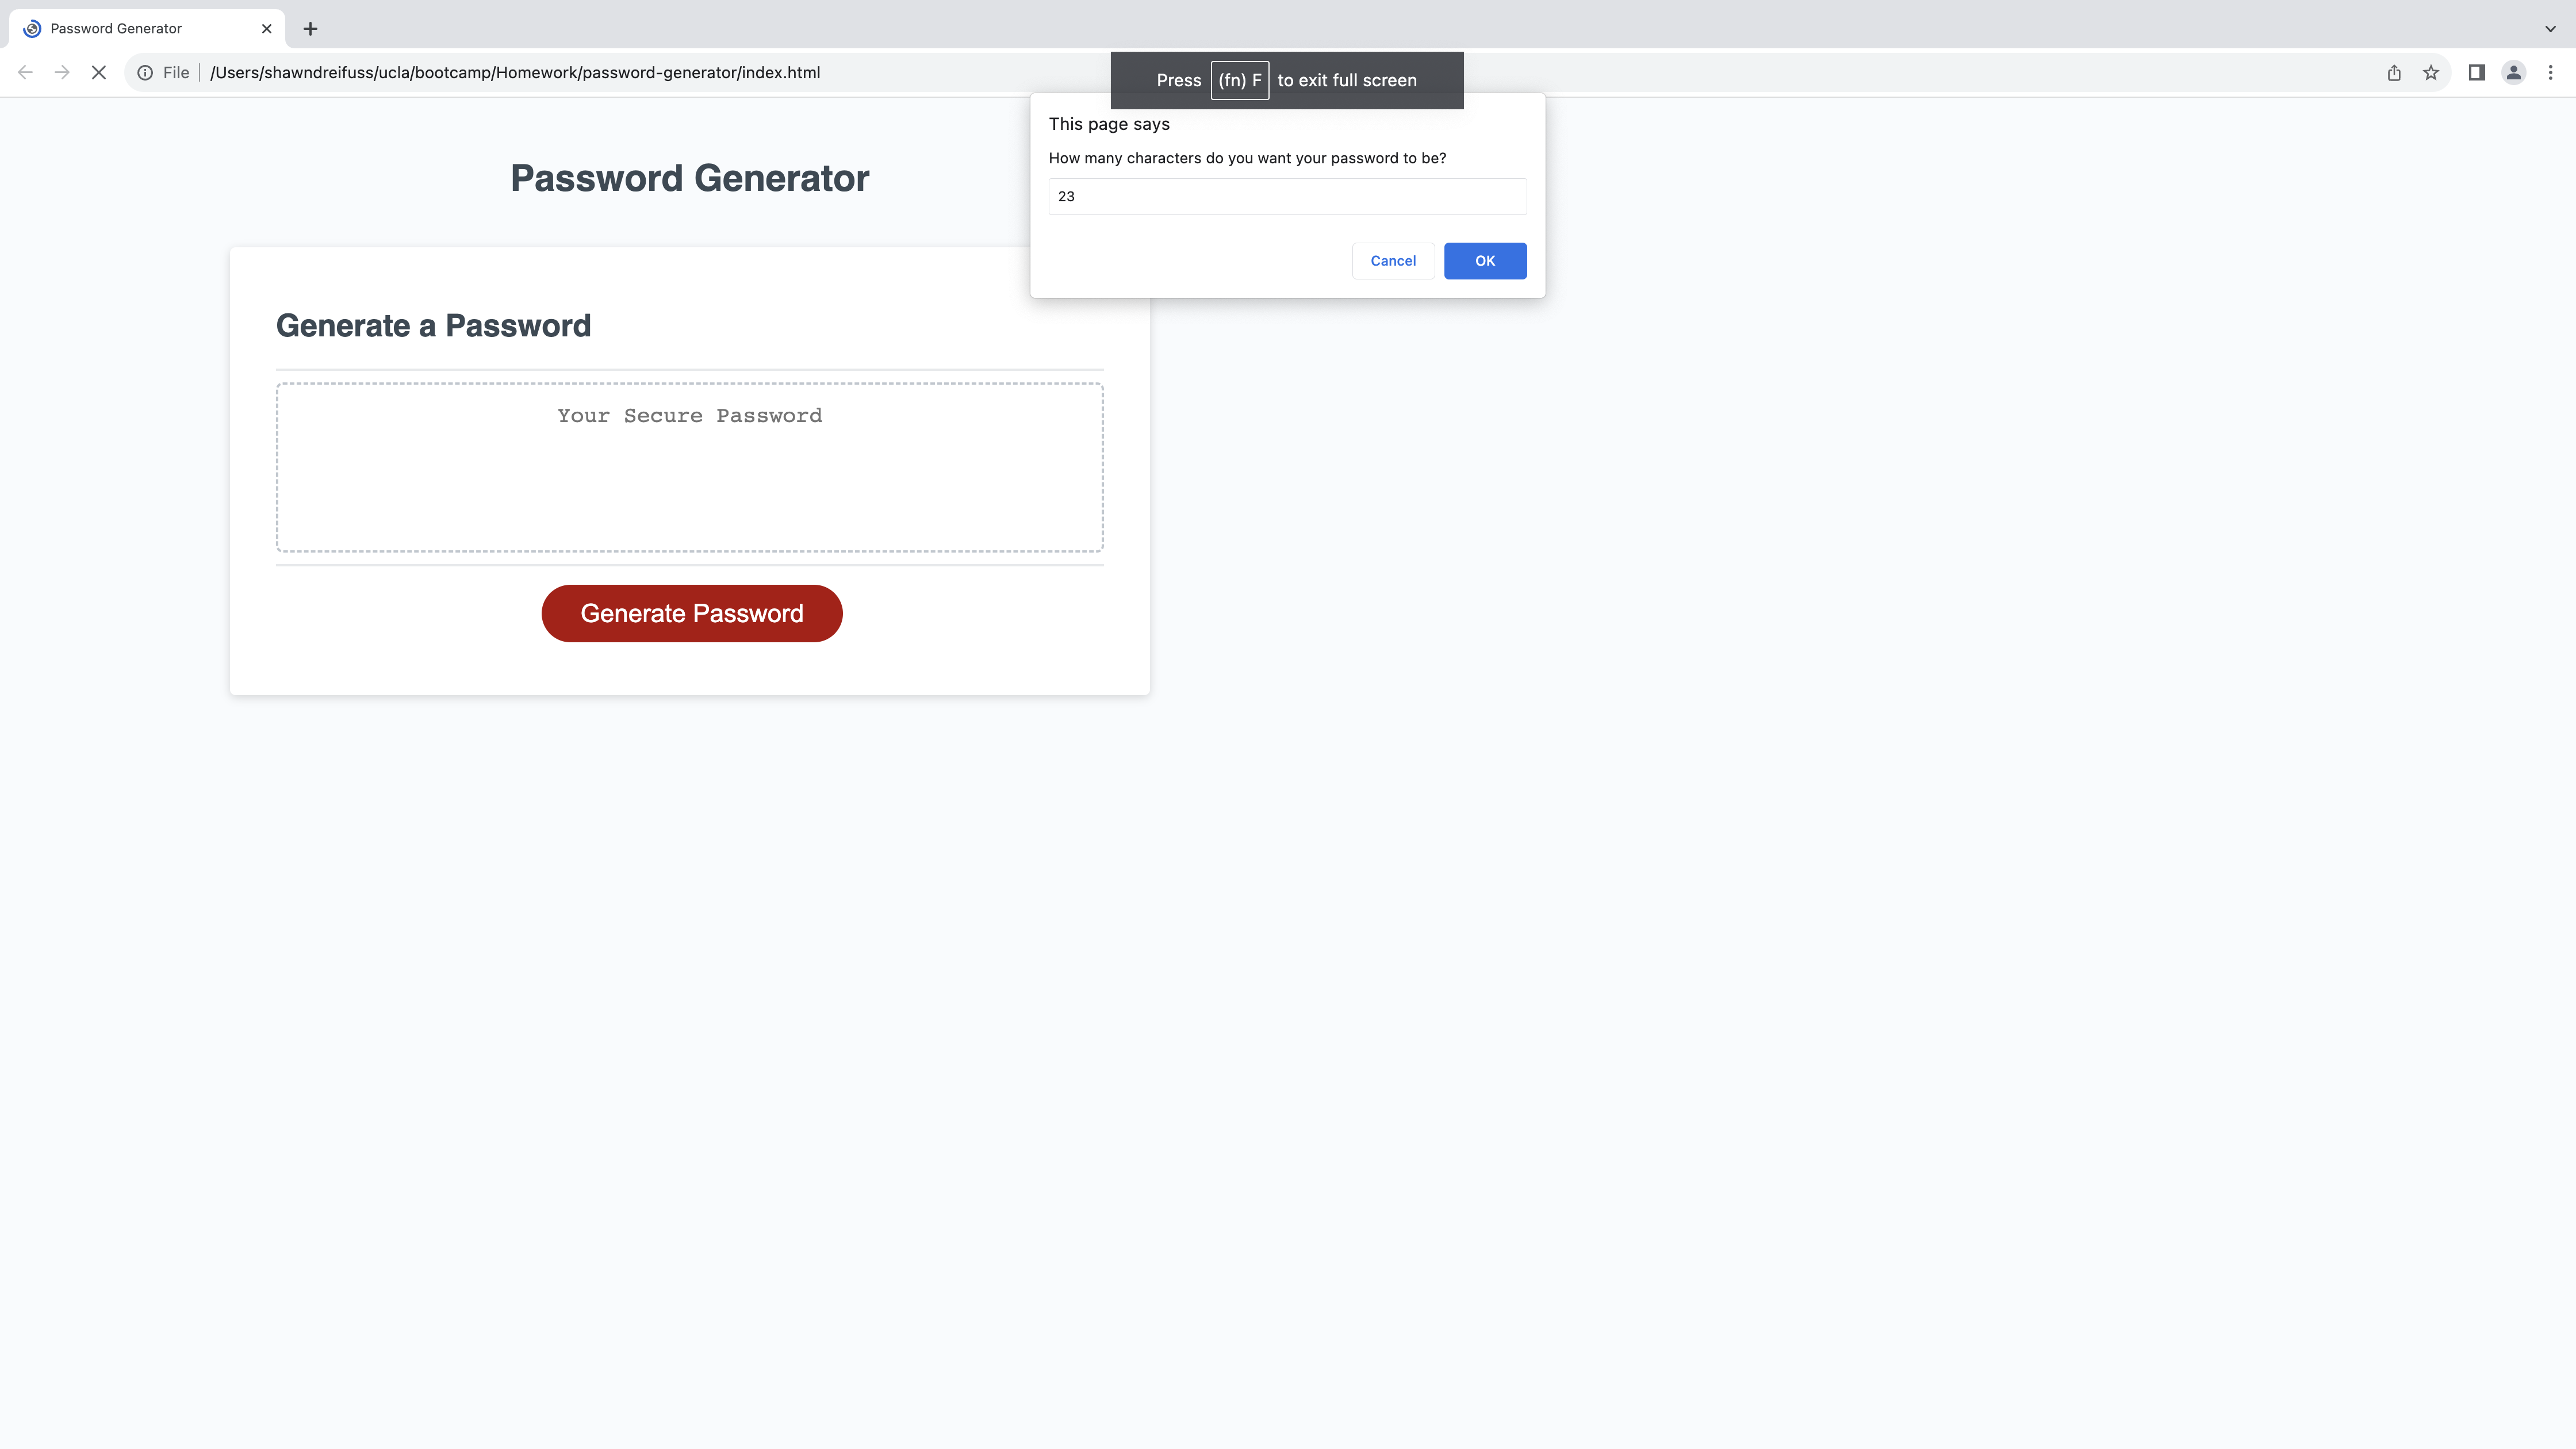 Password Generator
File /Users/shawndreifuss/ucla/bootcamp/Homework/password-generator/index.html
Press (fn) F to exit full screen
This page says
How many characters do you want your password to be?
23
Cancel OK
Password Generator
Generate a Password
Your Secure Password
Generate Password